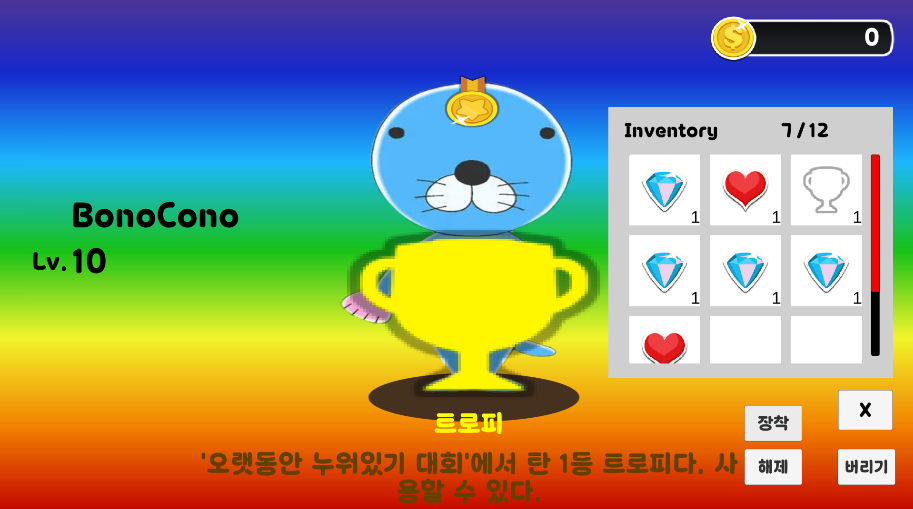 0
Inventory 7/12
1 1 1
BonoCono
Lv.10
1 1 1
트로피
'오랫동안 누워있기 대회'에서 탄 1등 트로피다. 사
용할 수 있다.
장착
X
해제
버리기